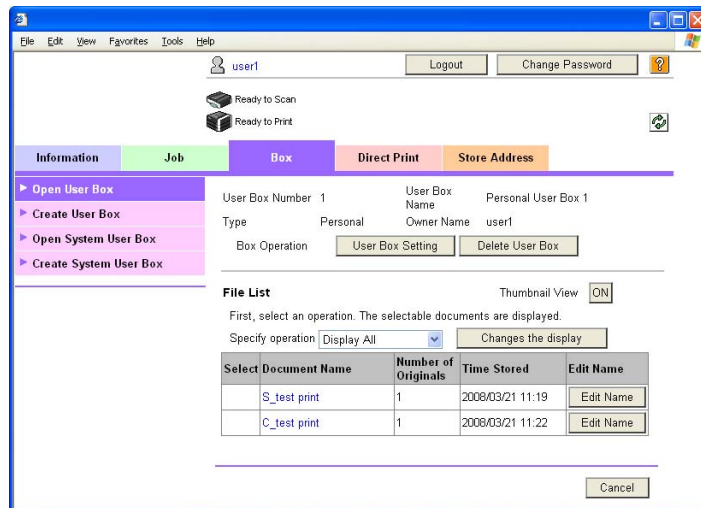 File Edit View Favorites Tools Help
user1 Logout Change Password ?
Ready to Scan
Ready to Print
Information Job Box Direct Print Store Address
Open User Box
Create User Box
Open System User Box
Create System User Box
User Box Number 1 User Box Name Personal User Box 1
Type Personal Owner Name user1
Box Operation User Box Setting Delete User Box
File List Thumbnail View ON
First, select an operation. The selectable documents are displayed.
Specify operation Display All Changes the display
Select Document Name Number of Originals Time Stored Edit Name
S_test print 1 2008/03/21 11:19 Edit Name
C_test print 1 2008/03/21 11:22 Edit Name
Cancel